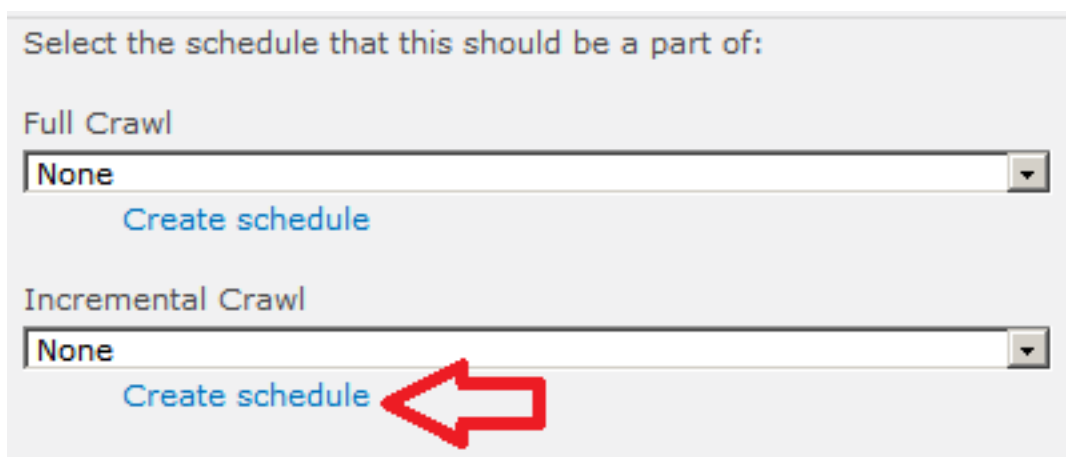 Select the schedule that this should be a part of:
Full Crawl
None
Create schedule
Incremental Crawl
None
Create schedule